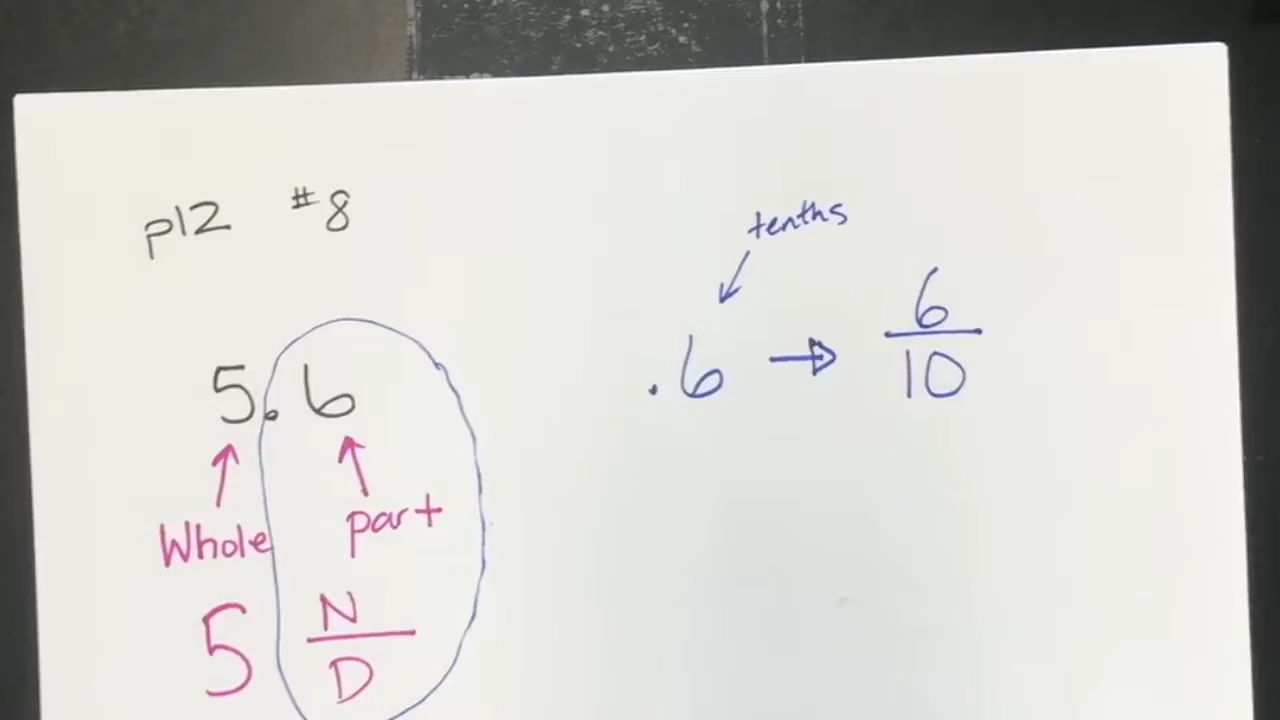 p12 #8
5.6
Whole part
5 N/D
tenths
.6 → 6/10